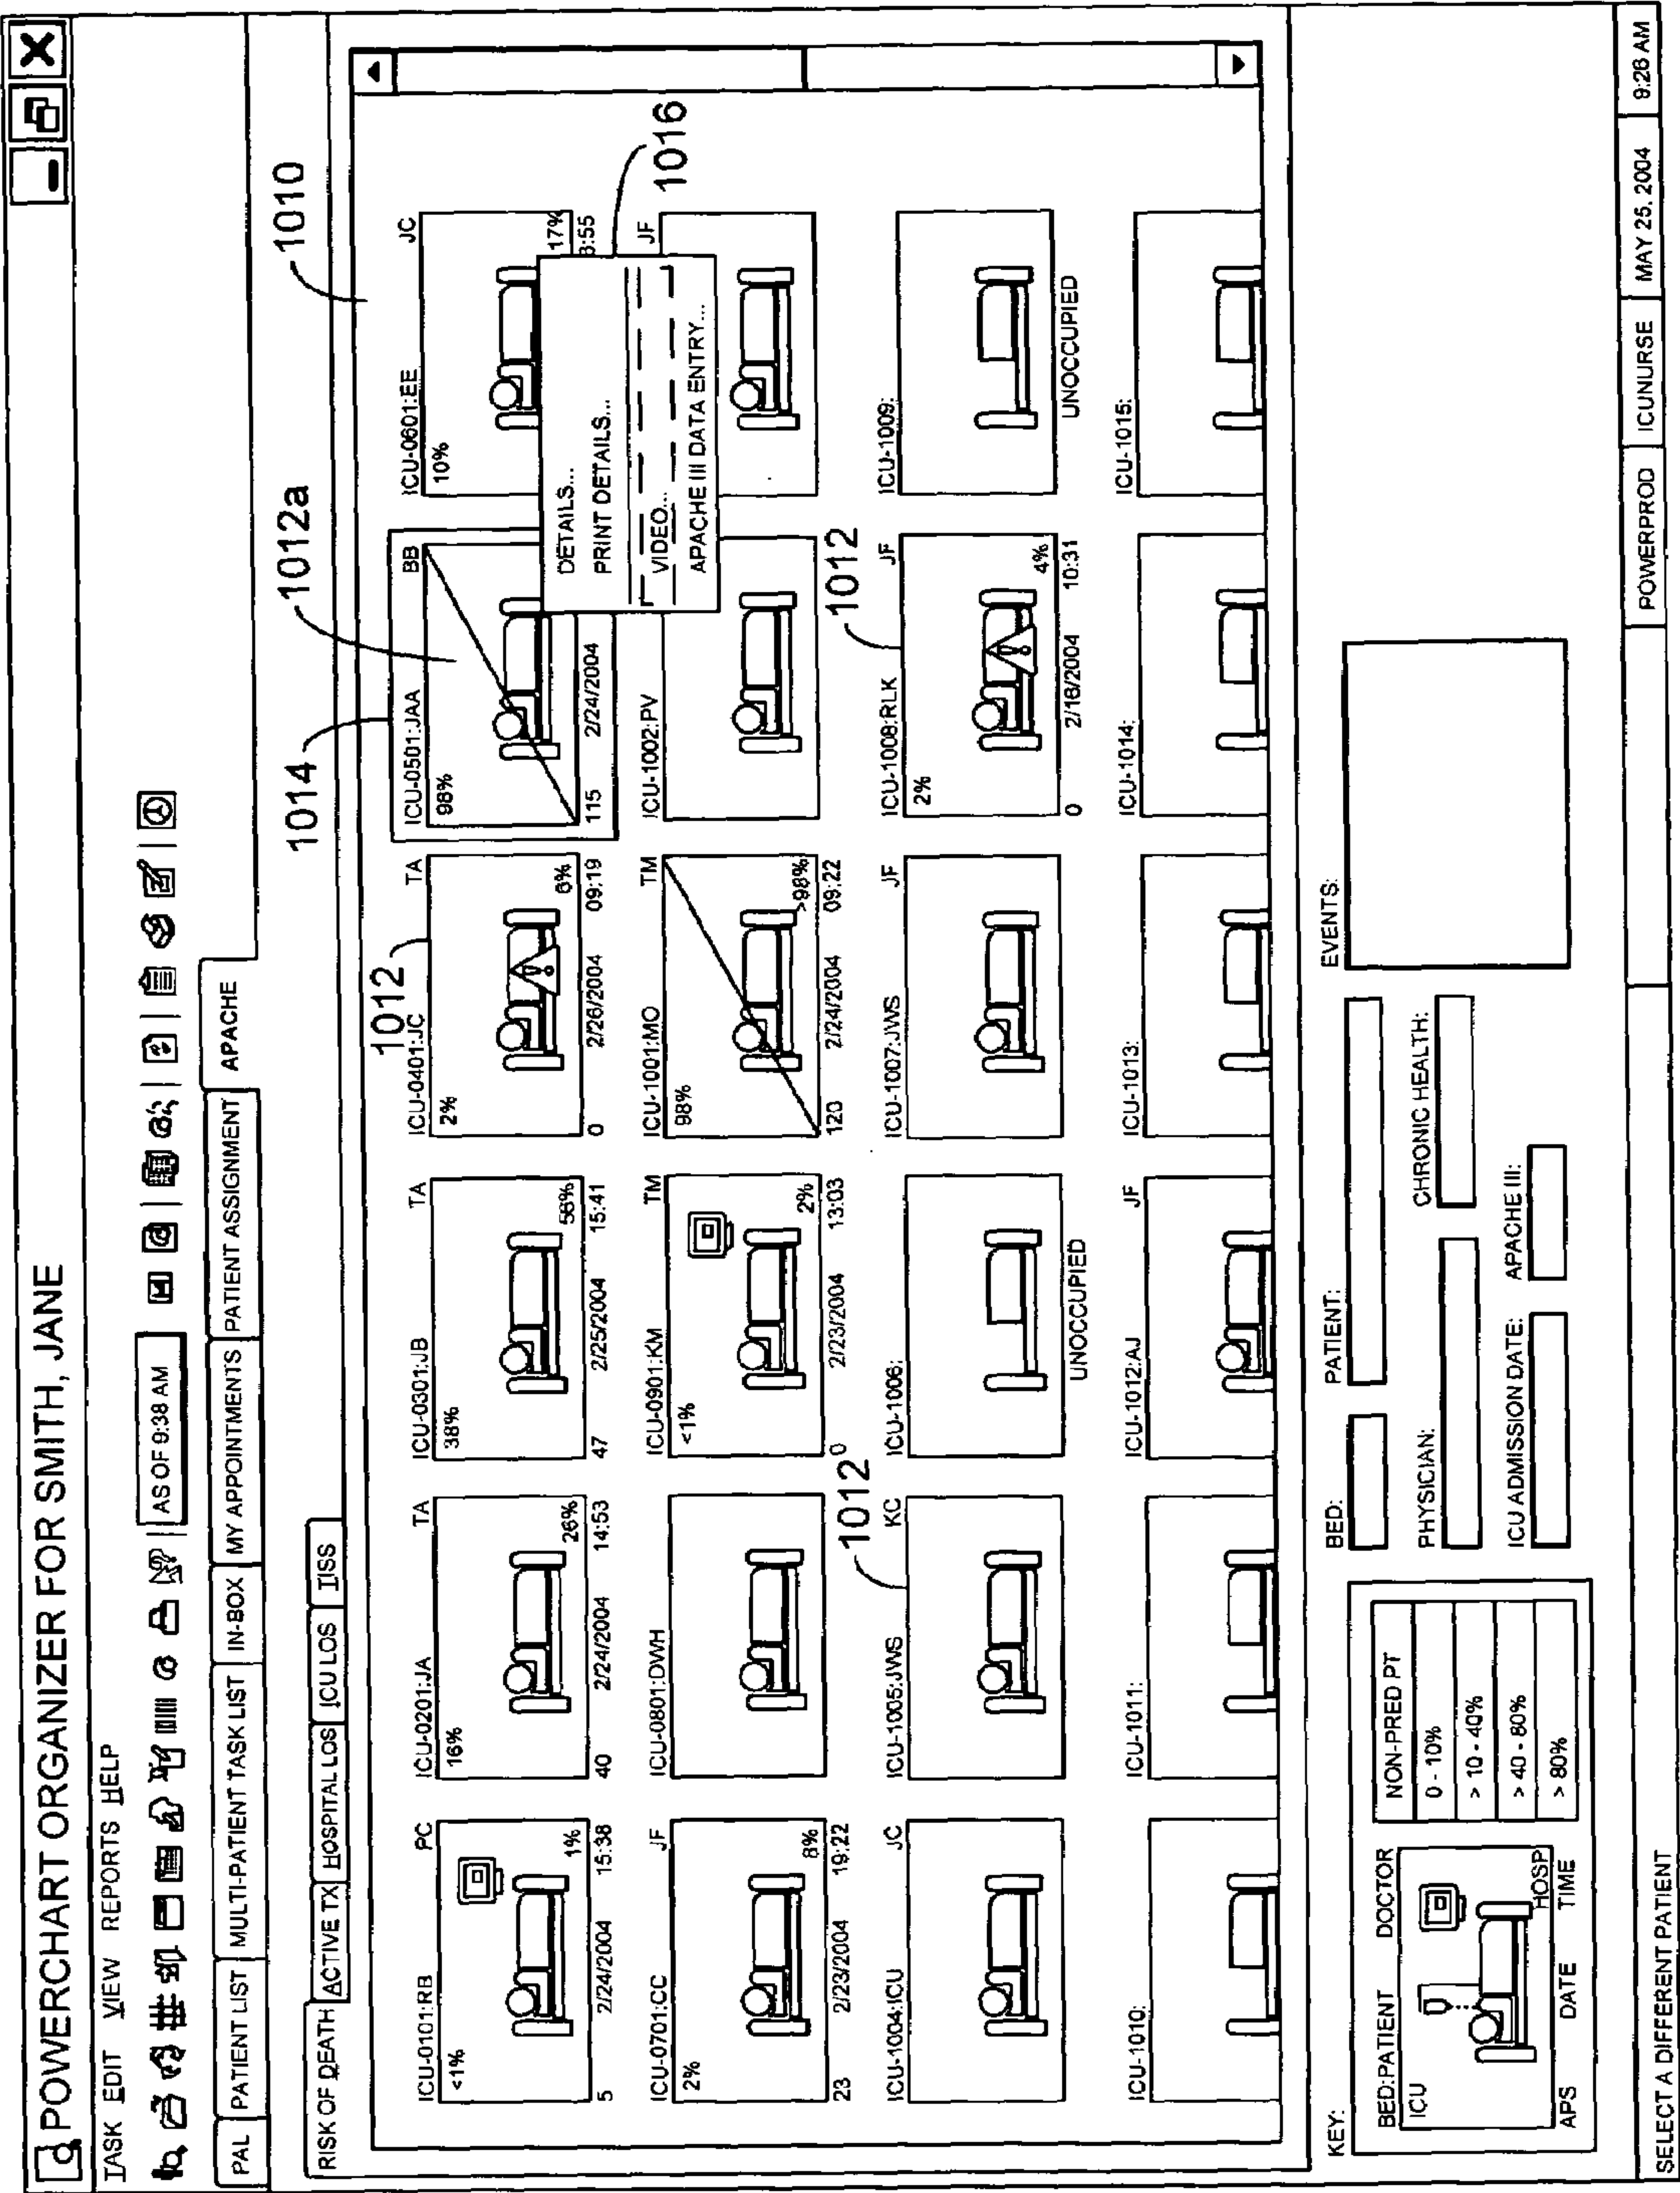 POWERCHART ORGANIZER FOR SMITH, JANE
TASK EDIT VIEW REPORTS HELP
AS OF 9:38 AM
PAL PATIENT LIST MULTI-PATIENT TASK LIST IN-BOX MY APPOINTMENTS PATIENT ASSIGNMENT APACHE
RISK OF DEATH ACTIVE TX HOSPITAL LOS ICU LOS TISS
1010
1014
1012a
1012
1016
ICU-0101:RB PC
<1%
1%
5 2/24/2004 15:38
ICU-0201:JA TA
16%
26%
40 2/24/2004 14:53
ICU-0301:JB TA
38%
56%
47 2/25/2004 15:41
ICU-0401:JC TA
2%
6%
0 2/26/2004 09:19
ICU-0501:JAA BB
98%
115 2/24/2004
ICU-0601:EE JC
10%
17%
:55
DETAILS...
PRINT DETAILS...
VIDEO...
APACHE III DATA ENTRY...
ICU-0701:CC JF
2%
8%
23 2/23/2004 19:22
ICU-0801:DWH
ICU-0901:KM TM
<1%
2%
0 2/23/2004 13:03
ICU-1001:MO TM
98%
>98%
120 2/24/2004 09:22
ICU-1002:PV
JF
1012
1012
ICU-1004:ICU JC
ICU-1005:JWS KC
ICU-1006:
UNOCCUPIED
ICU-1007:JWS JF
ICU-1008:RLK JF
2%
4%
0 2/16/2004 10:31
ICU-1009:
UNOCCUPIED
ICU-1010:
ICU-1011:
ICU-1012:AJ JF
ICU-1013:
ICU-1014:
ICU-1015:
KEY:
BED:PATIENT DOCTOR
ICU
HOSP
APS DATE TIME
NON-PRED PT
0 - 10%
> 10 - 40%
> 40 - 80%
> 80%
BED: PATIENT:
PHYSICIAN: CHRONIC HEALTH:
ICU ADMISSION DATE: APACHE III:
EVENTS:
SELECT A DIFFERENT PATIENT POWERPROD ICUNURSE MAY 25, 2004 9:26 AM